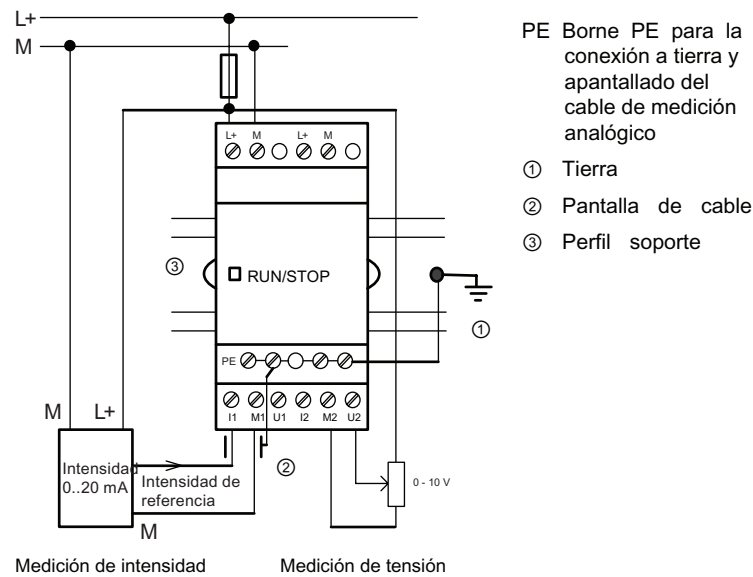 L+
M
L+ M L+ M
③
RUN/STOP
①
PE
I1 M1 U1 I2 M2 U2
M L+
Intensidad
0..20 mA
Intensidad de
referencia
②
0 - 10 V
M
Medición de intensidad
Medición de tensión
PE Borne PE para la
conexión a tierra y
apantallado del
cable de medición
analógico
① Tierra
② Pantalla de cable
③ Perfil soporte